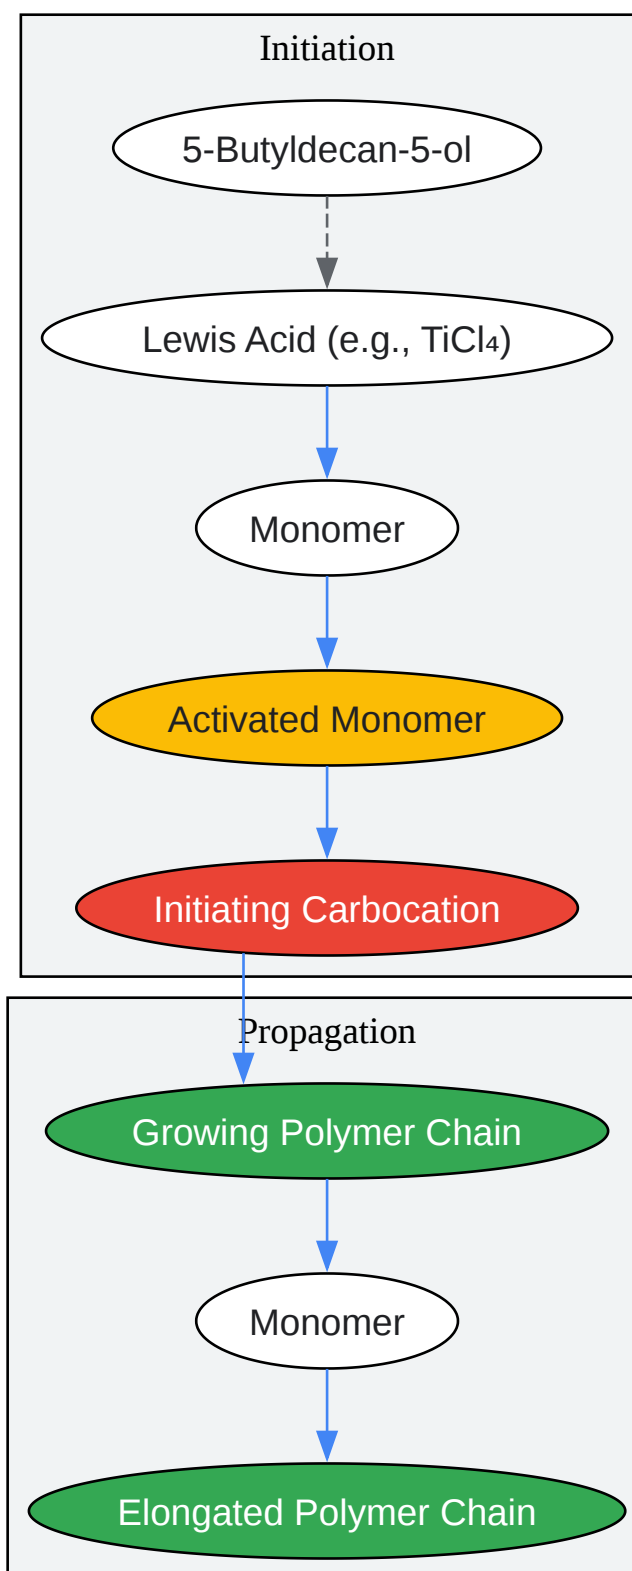 Initiation
5-Butyldecan-5-ol
Lewis Acid (e.g., TiCl₄)
Monomer
Activated Monomer
Initiating Carbocation
Propagation
Growing Polymer Chain
Monomer
Elongated Polymer Chain